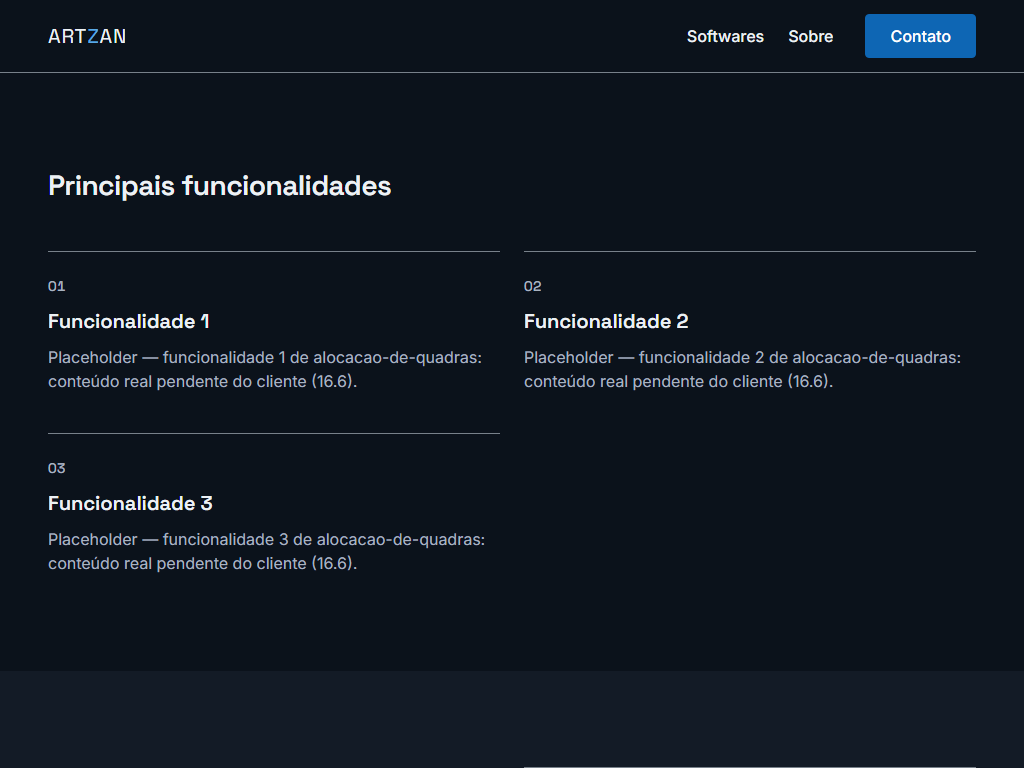 ARTZAN
Softwares
Sobre
Contato
Principais funcionalidades
01
Funcionalidade 1
Placeholder — funcionalidade 1 de alocacao-de-quadras:
conteúdo real pendente do cliente (16.6).
02
Funcionalidade 2
Placeholder — funcionalidade 2 de alocacao-de-quadras:
conteúdo real pendente do cliente (16.6).
03
Funcionalidade 3
Placeholder — funcionalidade 3 de alocacao-de-quadras:
conteúdo real pendente do cliente (16.6).